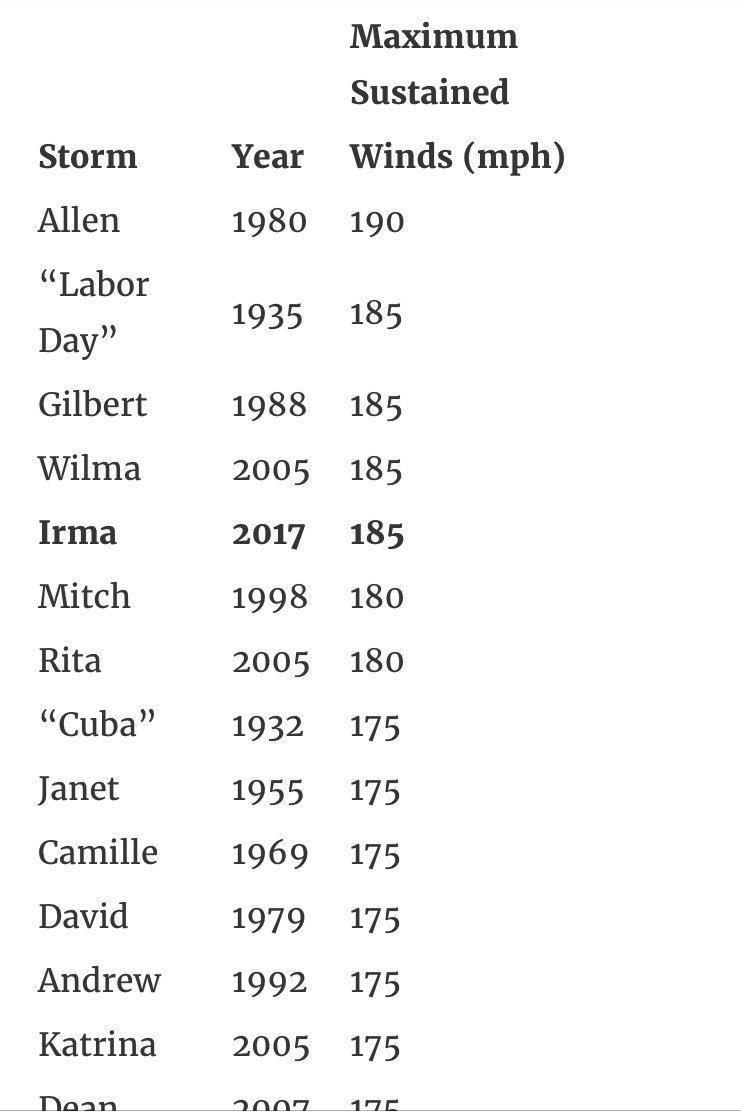 Maximum
Sustained
Storm Year Winds (mph)
Allen 1980 190
“Labor
Day” 1935 185
Gilbert 1988 185
Wilma 2005 185
Irma 2017 185
Mitch 1998 180
Rita 2005 180
“Cuba” 1932 175
Janet 1955 175
Camille 1969 175
David 1979 175
Andrew 1992 175
Katrina 2005 175
Dean 2007 175